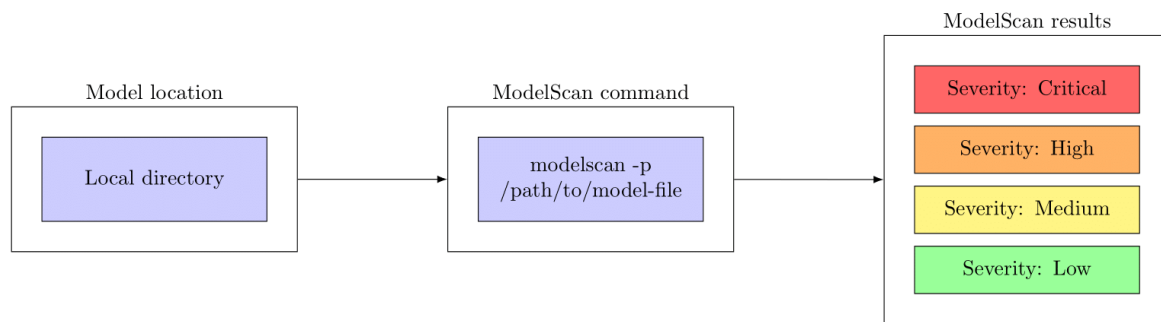 Model location
Local directory
ModelScan command
modelscan -p
/path/to/model-file
ModelScan results
Severity: Critical
Severity: High
Severity: Medium
Severity: Low